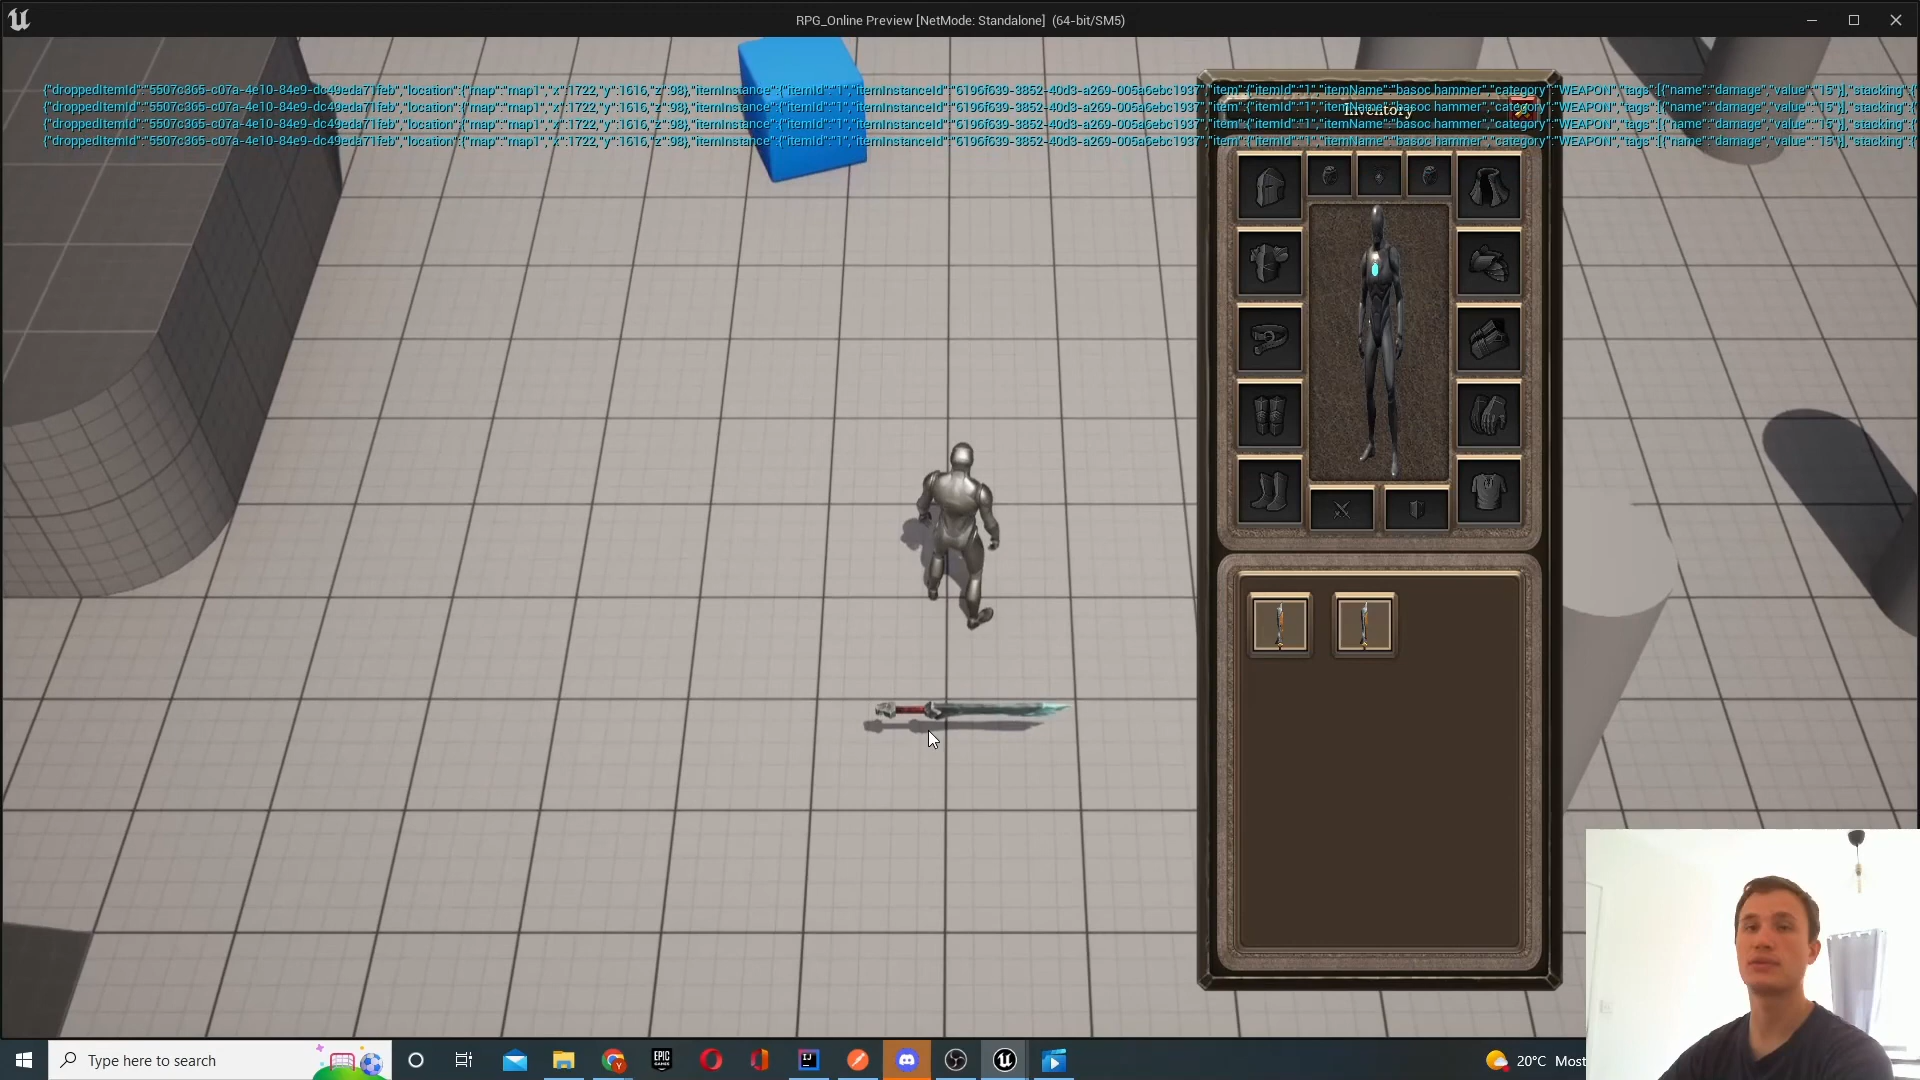 RPG_Online Preview [NetMode: Standalone] (64-bit/SM5)
{"droppedItemId":"5507c365-c07a-4e10-84e9-dc49eda71feb","location":{"map":"map1","x":1722,"y":1616,"z":98},"itemInstance":{"itemId":"1","itemInstanceId":"6196f639-3852-40d3-a269-005a6ebc1937","item":{"itemId":"1","itemName":"basoc hammer","category":"WEAPON","tags":[{"name":"damage","value":"15"}],"stacking":{
{"droppedItemId":"5507c365-c07a-4e10-84e9-dc49eda71feb","location":{"map":"map1","x":1722,"y":1616,"z":98},"itemInstance":{"itemId":"1","itemInstanceId":"6196f639-3852-40d3-a269-005a6ebc1937","item":{"itemId":"1","itemName":"basoc hammer","category":"WEAPON","tags":[{"name":"damage","value":"15"}],"stacking":{
Inventory
{"droppedItemId":"5507c365-c07a-4e10-84e9-dc49eda71feb","location":{"map":"map1","x":1722,"y":1616,"z":98},"itemInstance":{"itemId":"1","itemInstanceId":"6196f639-3852-40d3-a269-005a6ebc1937","item":{"itemId":"1","itemName":"basoc hammer","category":"WEAPON","tags":[{"name":"damage","value":"15"}],"stacking":{
{"droppedItemId":"5507c365-c07a-4e10-84e9-dc49eda71feb","location":{"map":"map1","x":1722,"y":1616,"z":98},"itemInstance":{"itemId":"1","itemInstanceId":"6196f639-3852-40d3-a269-005a6ebc1937","item":{"itemId":"1","itemName":"basoc hammer","category":"WEAPON","tags":[{"name":"damage","value":"15"}],"stacking":{
Type here to search
EPIC GAMES
IJ
20°C Most